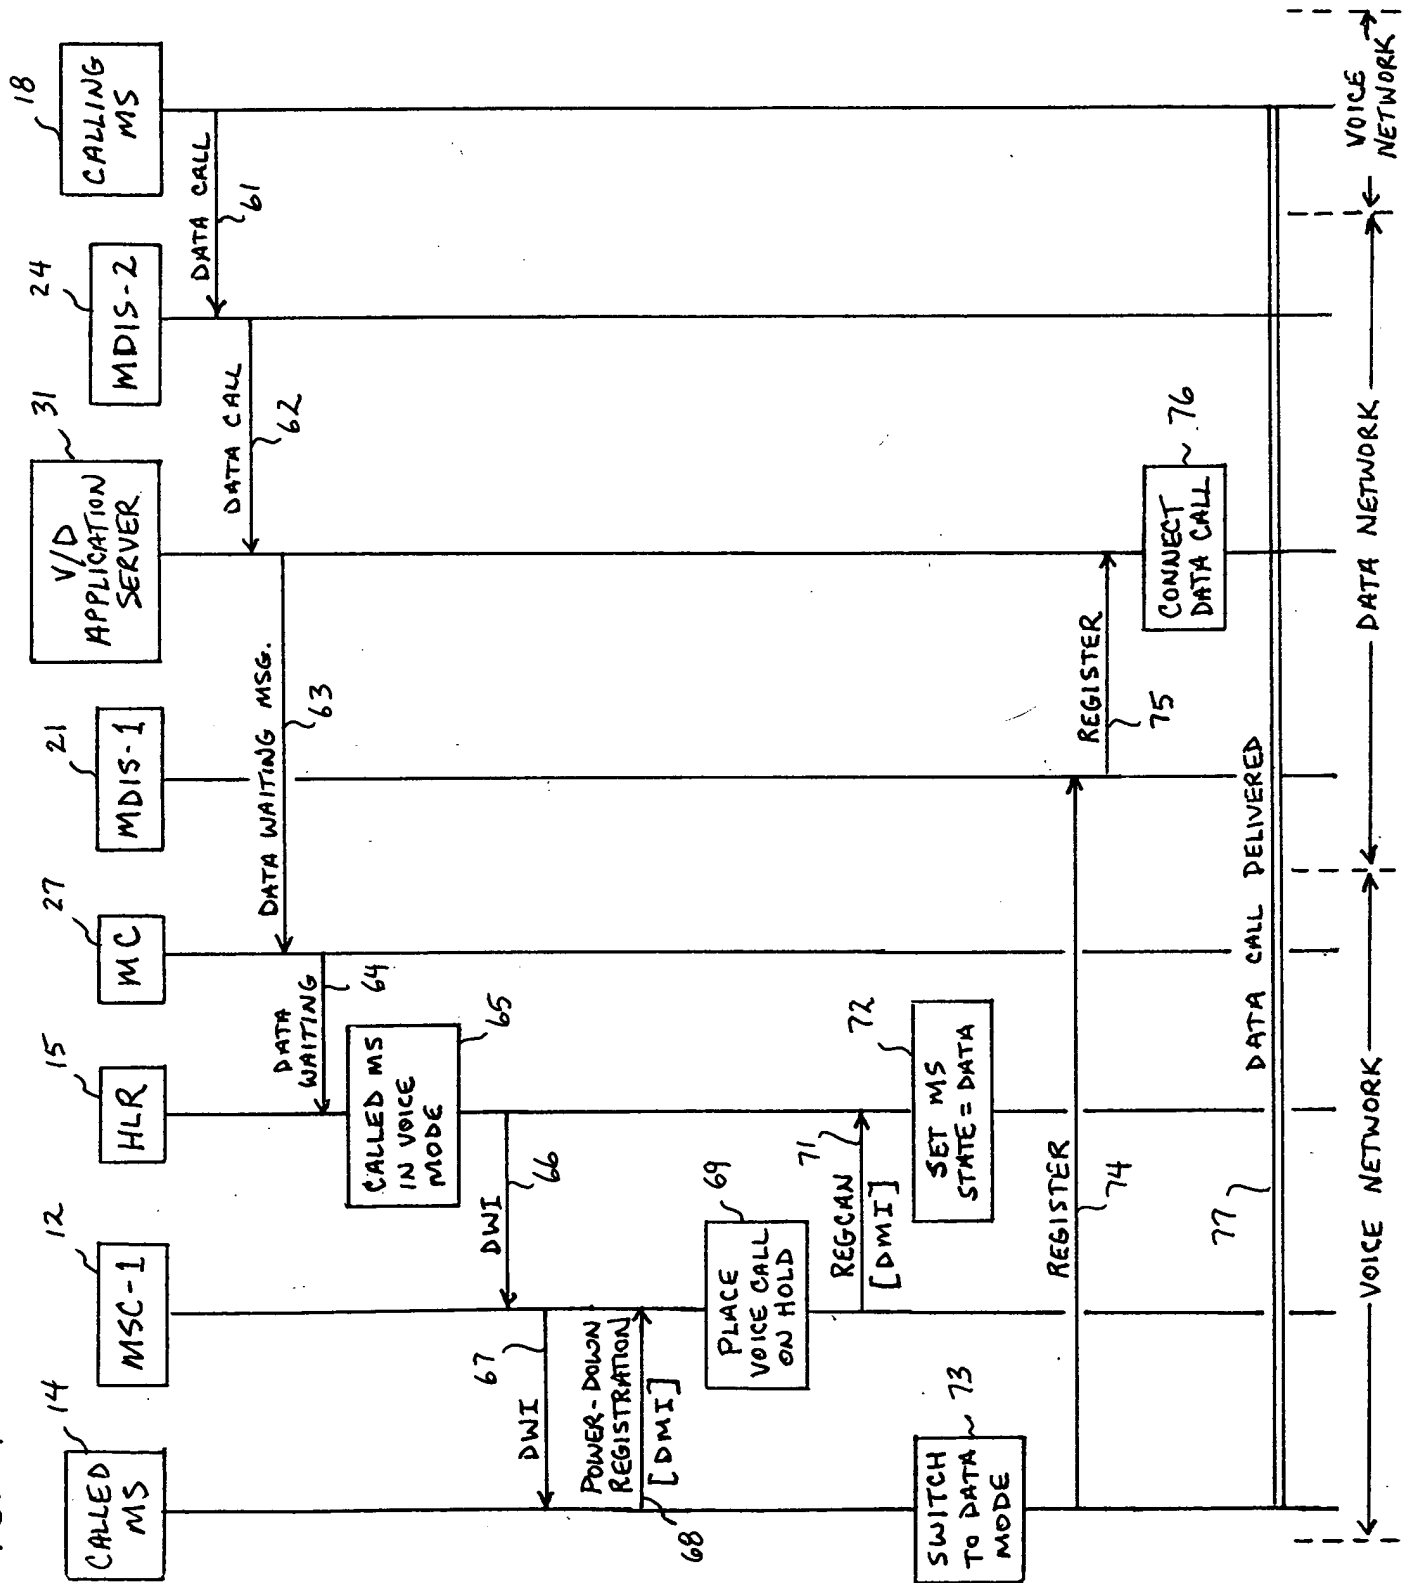 18
CALLING
MS
24
MDIS-2
31
V/D
APPLICATION
SERVER
21
MDIS-1
27
MC
15
HLR
12
MSC-1
14
CALLED
MS
DATA CALL
61
DATA CALL
62
DATA WAITING MSG.
63
DATA
WAITING
64
CALLED MS
IN VOICE
MODE
65
DWI
66
DWI
67
POWER-DOWN
REGISTRATION
[DMI]
68
PLACE
VOICE CALL
ON HOLD
69
REGCAN
[DMI]
71
SET MS
STATE = DATA
72
SWITCH
TO DATA
MODE
73
REGISTER
74
REGISTER
75
CONNECT
DATA CALL
76
DATA CALL DELIVERED
77
VOICE NETWORK
DATA NETWORK
VOICE
NETWORK